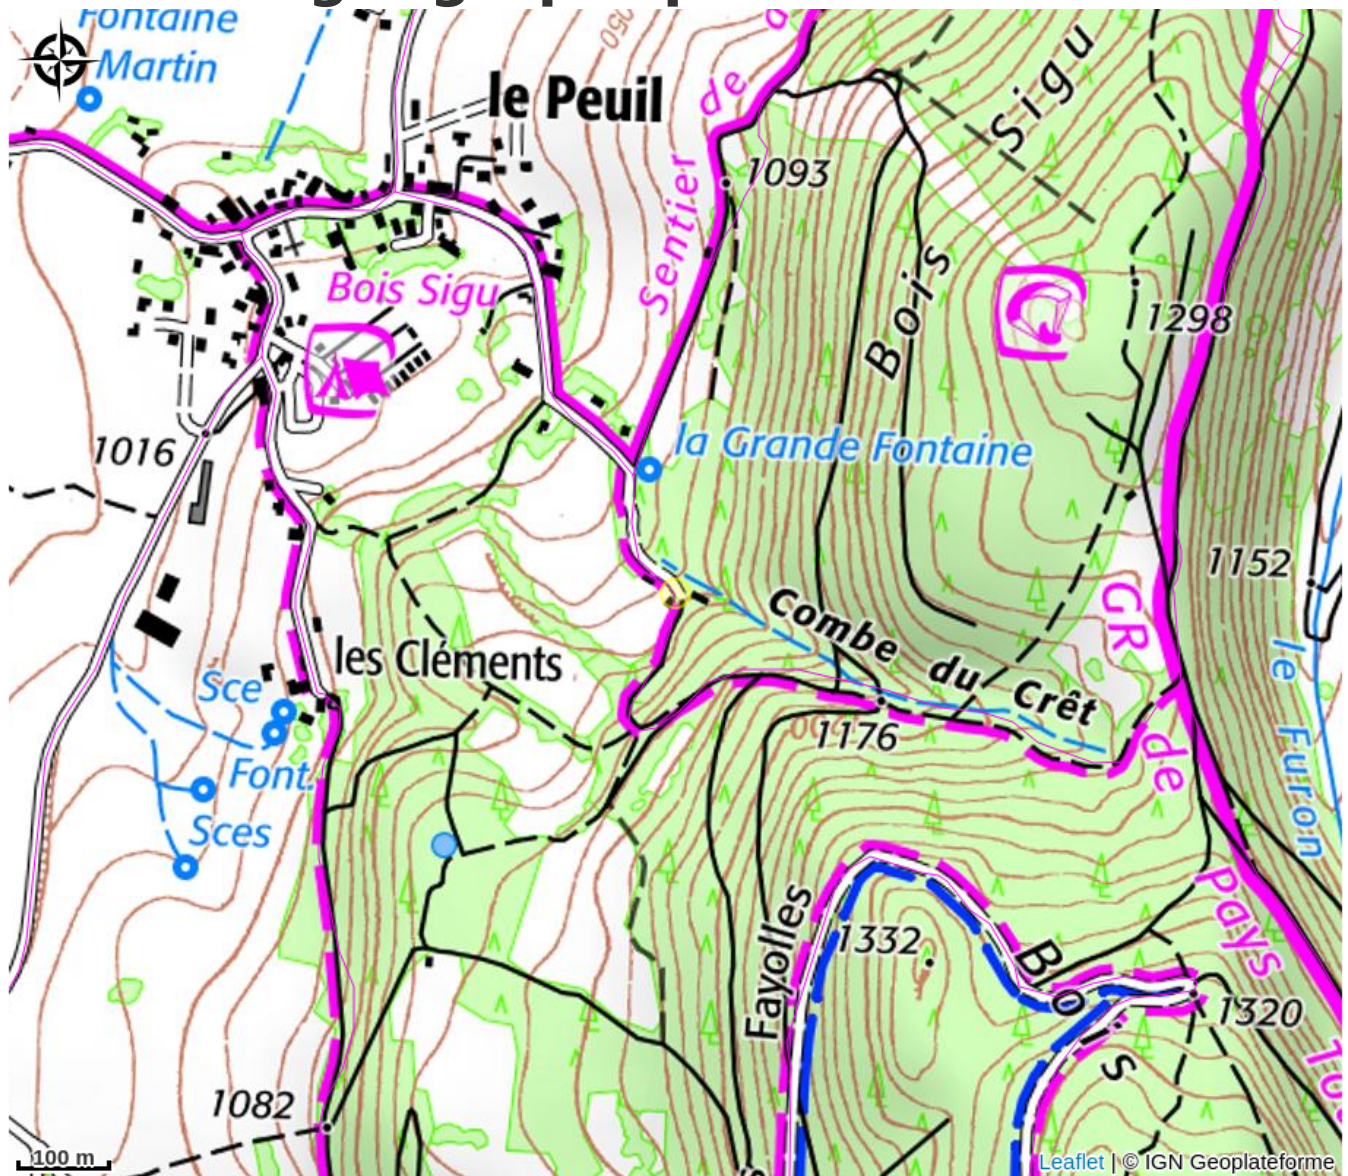 Fontaine
Martin
le Peuil
050
Sentier de
1093
Sigu
Bois
1298
Bois Sigu
1016
la Grande Fontaine
1152
GR de Pays
Combe du Crêt
le Furon
les Cléments
Sce
Font.
Sces
1176
Fayolles
1332
Bois
1320
1082
100 m
Leaflet | © IGN Geoplateforme